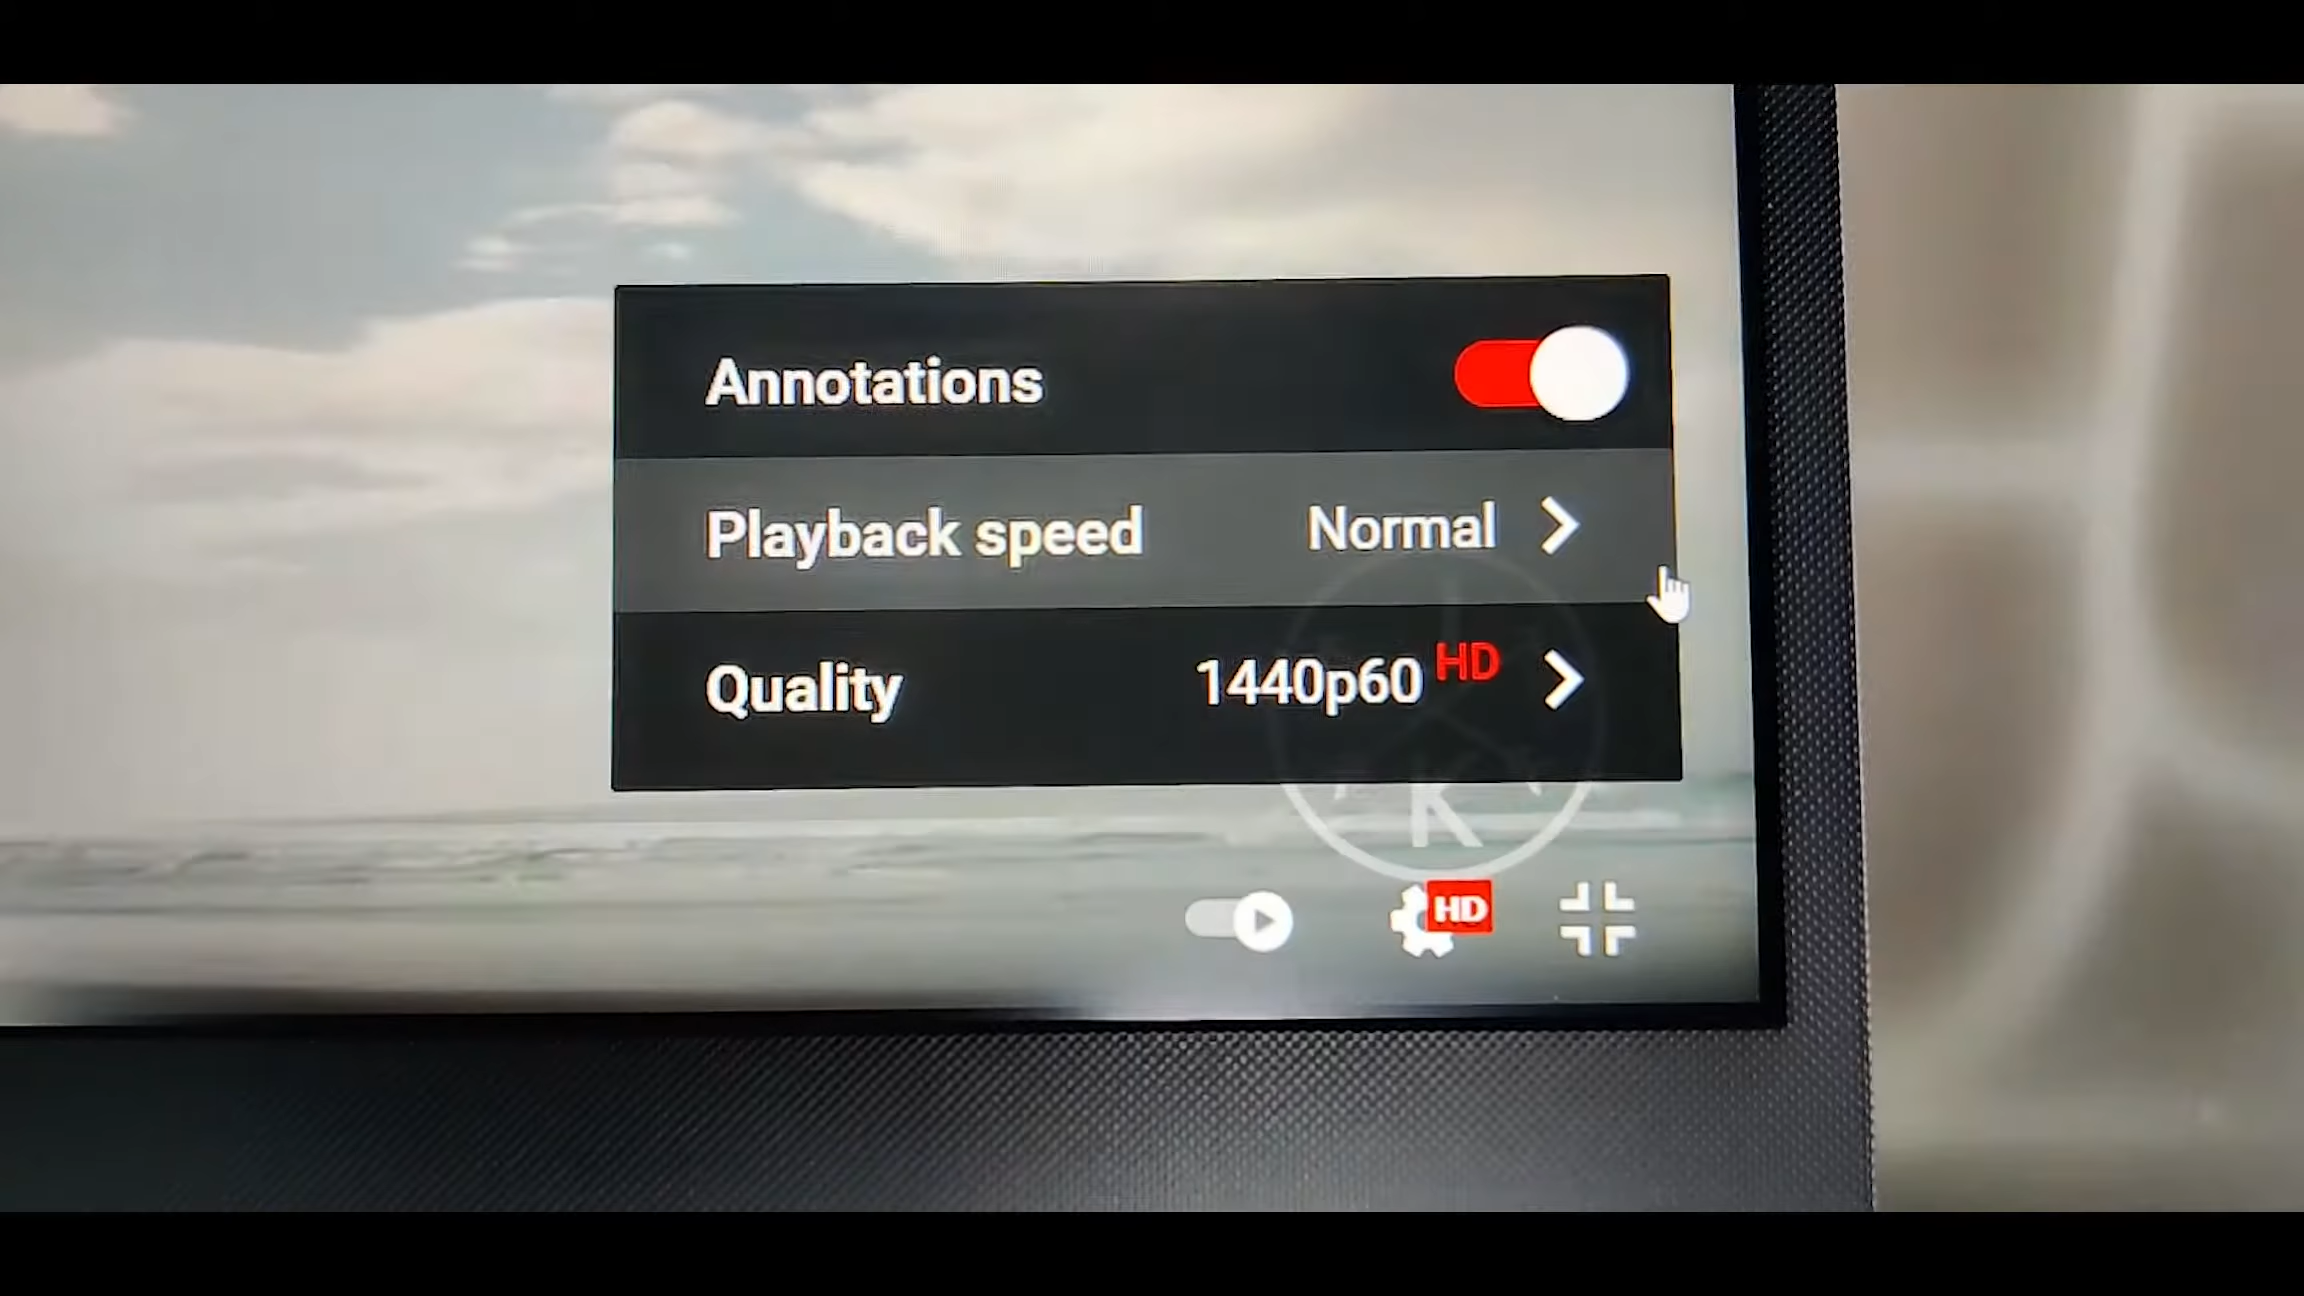 Annotations
Playback speed Normal
Quality 1440p60 HD
K
HD